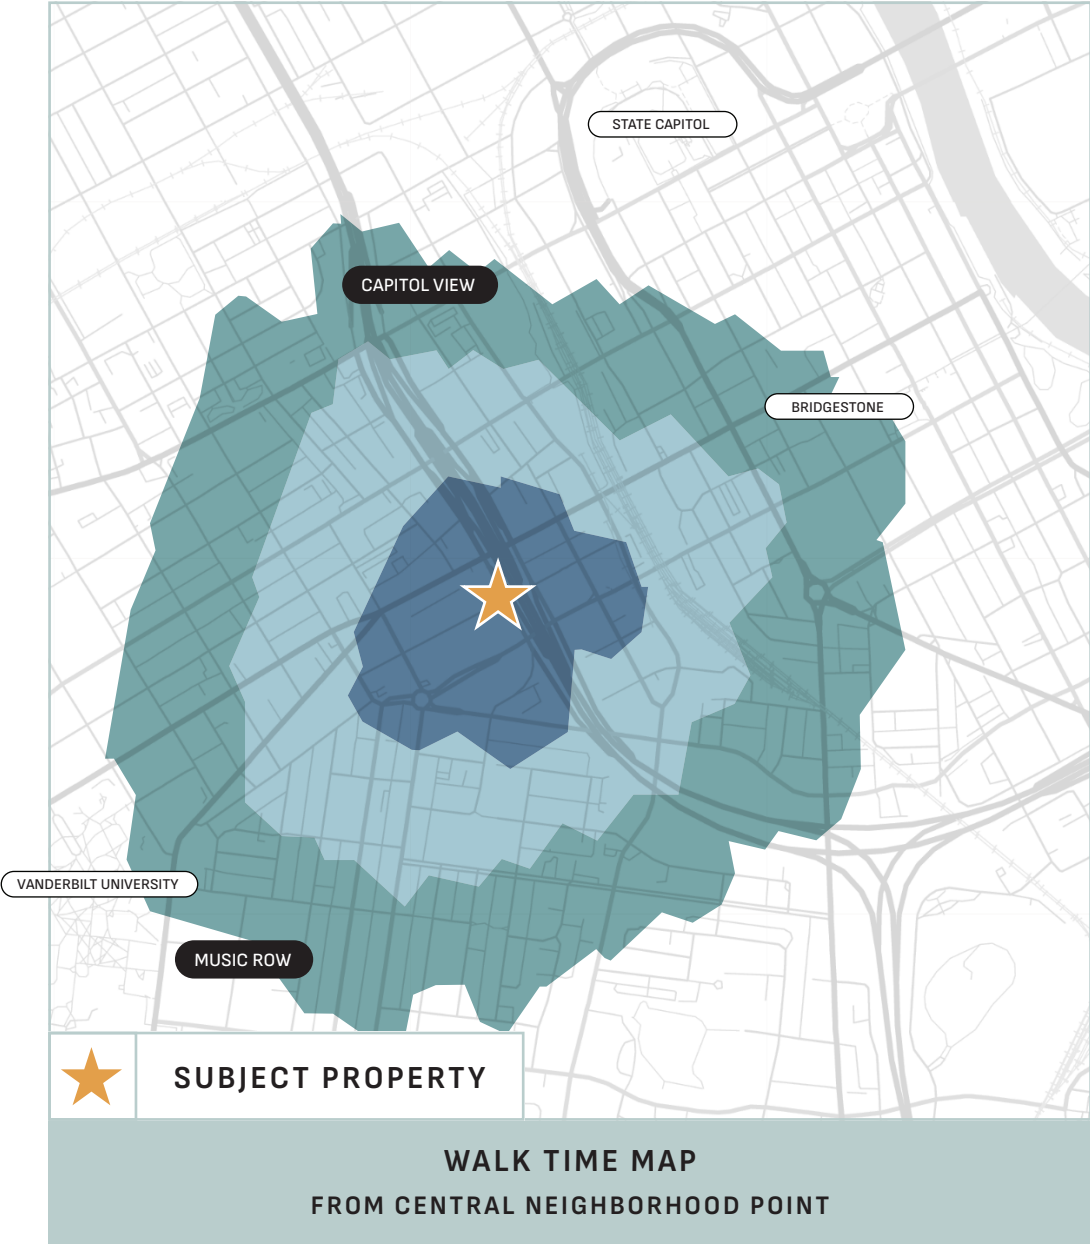 STATE CAPITOL
CAPITOL VIEW
BRIDGESTONE
VANDERBILT UNIVERSITY
MUSIC ROW
SUBJECT PROPERTY
WALK TIME MAP
FROM CENTRAL NEIGHBORHOOD POINT